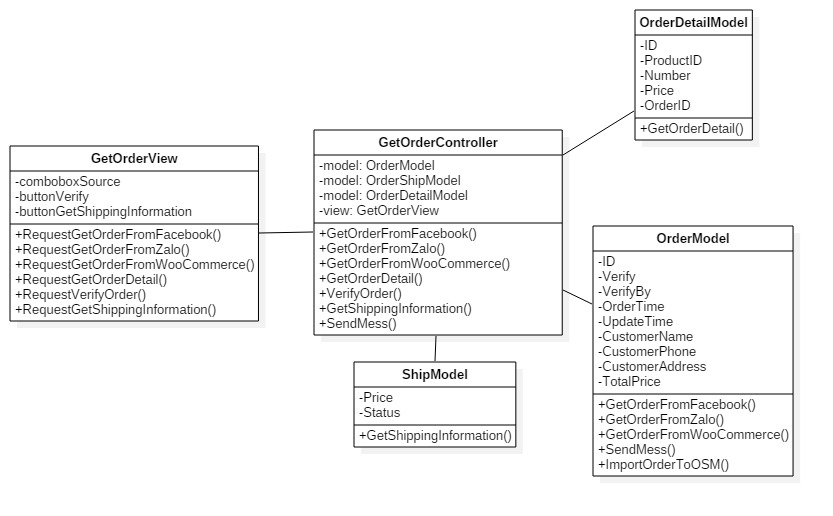 GetOrderView
-comboboxSource
-buttonVerify
-buttonGetShippingInformation
+RequestGetOrderFromFacebook()
+RequestGetOrderFromZalo()
+RequestGetOrderFromWooCommerce()
+RequestGetOrderDetail()
+RequestVerifyOrder()
+RequestGetShippingInformation()
GetOrderController
-model: OrderModel
-model: OrderShipModel
-model: OrderDetailModel
-view: GetOrderView
+GetOrderFromFacebook()
+GetOrderFromZalo()
+GetOrderFromWooCommerce()
+GetOrderDetail()
+VerifyOrder()
+GetShippingInformation()
+SendMess()
ShipModel
-Price
-Status
+GetShippingInformation()
OrderDetailModel
-ID
-ProductID
-Number
-Price
-OrderID
+GetOrderDetail()
OrderModel
-ID
-Verify
-VerifyBy
-OrderTime
-UpdateTime
-CustomerName
-CustomerPhone
-CustomerAddress
-TotalPrice
+GetOrderFromFacebook()
+GetOrderFromZalo()
+GetOrderFromWooCommerce()
+SendMess()
+ImportOrderToOSM()